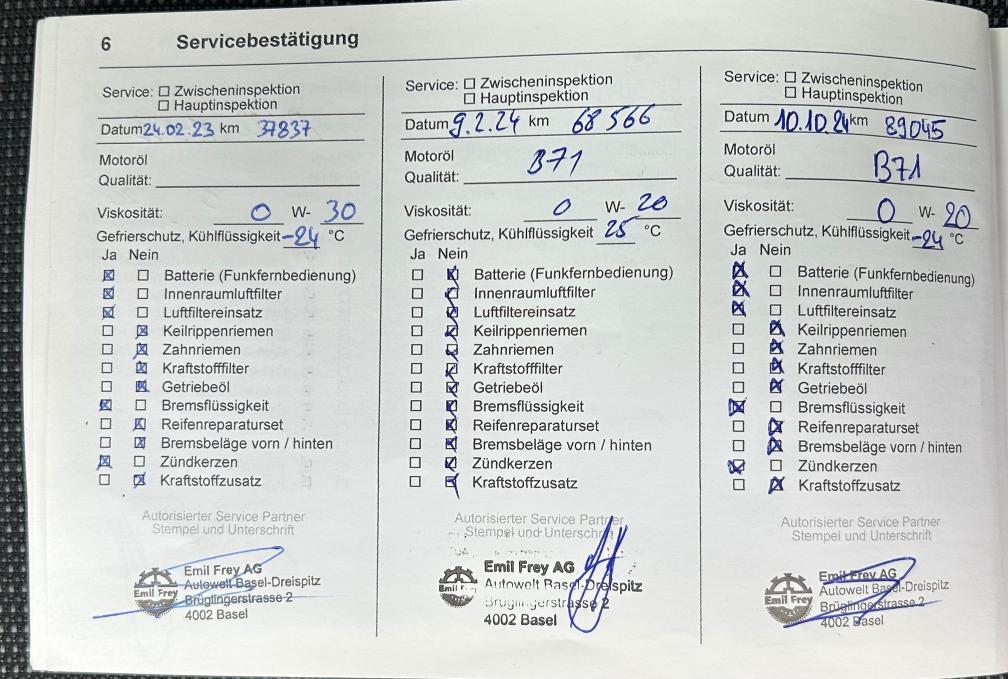 6 Servicebestätigung
Service: ☐ Zwischeninspektion
☐ Hauptinspektion
Datum 24.02.23 km 37837
Motoröl
Qualität:
Viskosität: 0 W- 30
Gefrierschutz, Kühlflüssigkeit -24 °C
Ja Nein
☒ ☐ Batterie (Funkfernbedienung)
☒ ☐ Innenraumluftfilter
☒ ☐ Luftfiltereinsatz
☐ ☒ Keilrippenriemen
☐ ☒ Zahnriemen
☐ ☒ Kraftstofffilter
☐ ☒ Getriebeöl
☒ ☐ Bremsflüssigkeit
☐ ☒ Reifenreparaturset
☐ ☒ Bremsbeläge vorn / hinten
☒ ☐ Zündkerzen
☐ ☒ Kraftstoffzusatz
Autorisierter Service Partner
Stempel und Unterschrift
Emil Frey
Emil Frey AG
Autowelt Basel-Dreispitz
Brüglingerstrasse 2
4002 Basel
Service: ☐ Zwischeninspektion
☐ Hauptinspektion
Datum 9.2.24 km 68566
Motoröl
Qualität: B71
Viskosität: 0 W- 20
Gefrierschutz, Kühlflüssigkeit 25 °C
Ja Nein
☐ ☒ Batterie (Funkfernbedienung)
☐ ☒ Innenraumluftfilter
☐ ☒ Luftfiltereinsatz
☐ ☒ Keilrippenriemen
☐ ☒ Zahnriemen
☐ ☒ Kraftstofffilter
☐ ☒ Getriebeöl
☐ ☒ Bremsflüssigkeit
☐ ☒ Reifenreparaturset
☐ ☒ Bremsbeläge vorn / hinten
☐ ☒ Zündkerzen
☐ ☒ Kraftstoffzusatz
Autorisierter Service Partner
Stempel und Unterschrift
Emil Frey
Emil Frey AG
Autowelt Basel-Dreispitz
Brüglingerstrasse 2
4002 Basel
Service: ☐ Zwischeninspektion
☐ Hauptinspektion
Datum 10.10.24 km 89045
Motoröl
Qualität: B71
Viskosität: 0 W- 20
Gefrierschutz, Kühlflüssigkeit -24 °C
Ja Nein
☒ ☐ Batterie (Funkfernbedienung)
☒ ☐ Innenraumluftfilter
☒ ☐ Luftfiltereinsatz
☐ ☒ Keilrippenriemen
☐ ☒ Zahnriemen
☐ ☒ Kraftstofffilter
☐ ☒ Getriebeöl
☒ ☐ Bremsflüssigkeit
☐ ☒ Reifenreparaturset
☐ ☒ Bremsbeläge vorn / hinten
☒ ☐ Zündkerzen
☐ ☒ Kraftstoffzusatz
Autorisierter Service Partner
Stempel und Unterschrift
Emil Frey
Emil Frey AG
Autowelt Basel-Dreispitz
Brüglingerstrasse 2
4002 Basel